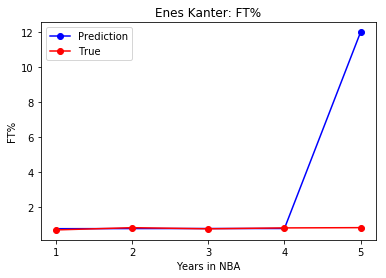 Enes Kanter: FT%
Prediction
True
12
10
8
6
4
2
FT%
1 2 3 4 5
Years in NBA